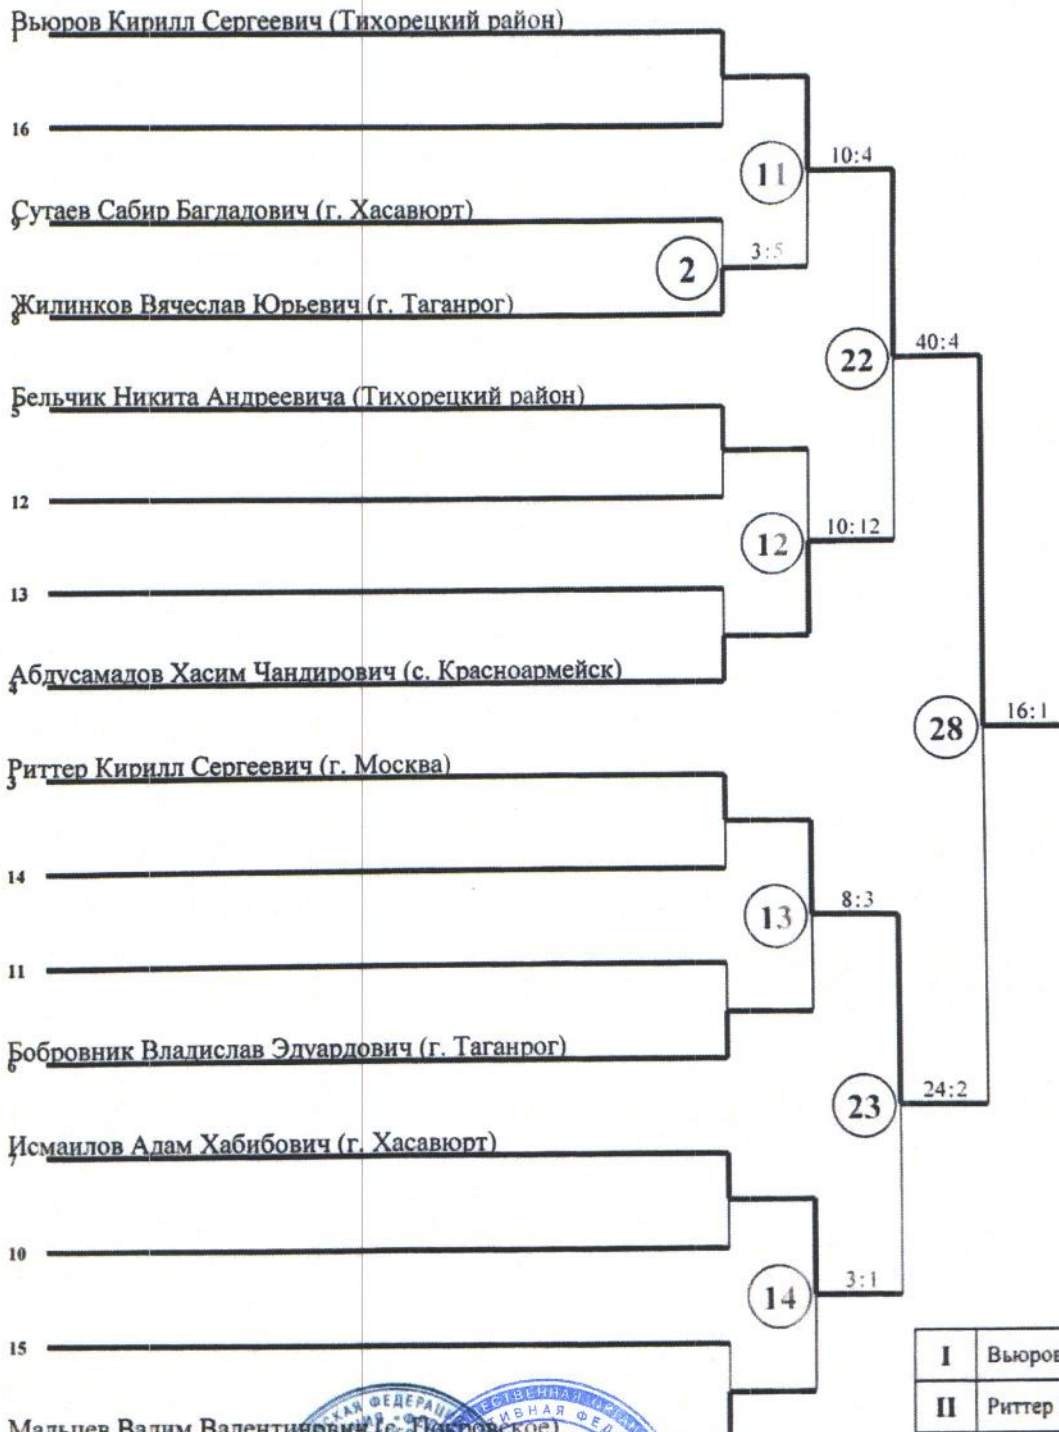 Вьюров Кирилл Сергеевич (Тихорецкий район)
1
16
11
10:4
Сутаев Сабир Багдадович (г. Хасавюрт)
9
2
3:5
Жилинков Вячеслав Юрьевич (г. Таганрог)
8
22
40:4
Бельчик Никита Андреевича (Тихорецкий район)
5
12
12
10:12
13
Абдусамадов Хасим Чандирович (с. Красноармейск)
4
28
16:1
Риттер Кирилл Сергеевич (г. Москва)
3
14
13
8:3
11
Бобровник Владислав Эдуардович (г. Таганрог)
6
23
24:2
Исмаилов Адам Хабибович (г. Хасавюрт)
7
10
14
3:1
15
I Вьюров
II Риттер
Мальцев Вадим Валентинович (с. Покровское)